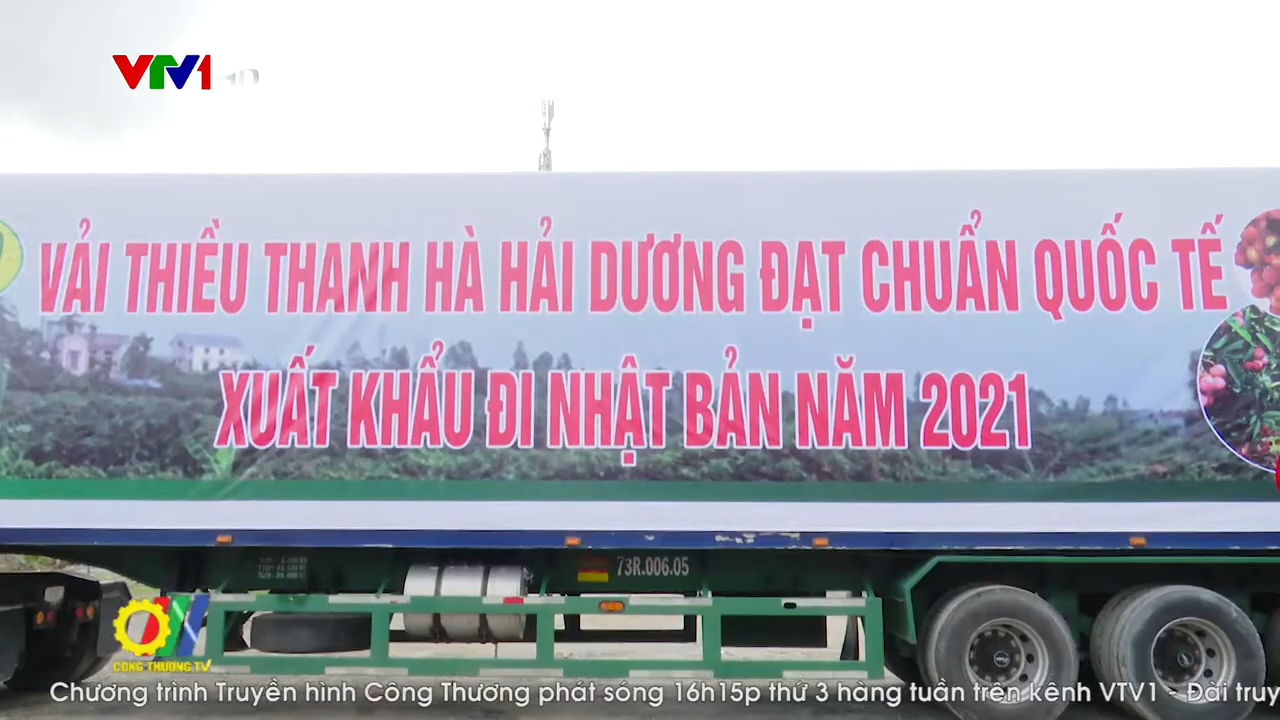 VTV1
VẢI THIỀU THANH HÀ HẢI DƯƠNG ĐẠT CHUẨN QUỐC TẾ
XUẤT KHẨU ĐI NHẬT BẢN NĂM 2021
73R.006.05
CÔNG THƯƠNG TV
Chương trình Truyền hình Công Thương phát sóng 16h15p thứ 3 hàng tuần trên kênh VTV1 - Đài truy